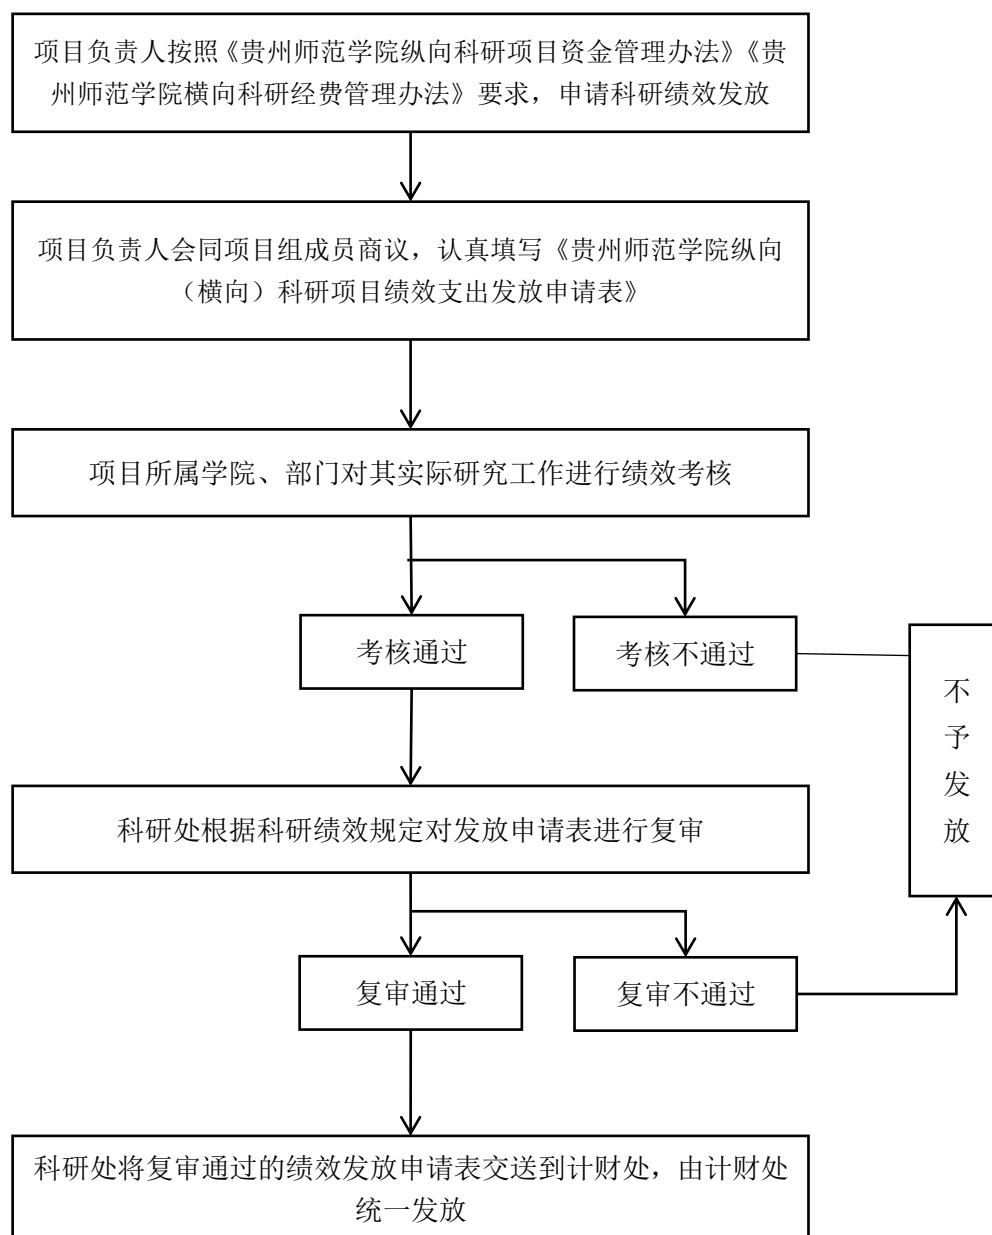 项目负责人按照《贵州师范学院纵向科研项目资金管理办法》《贵
州师范学院横向科研经费管理办法》要求，申请科研绩效发放
项目负责人会同项目组成员商议，认真填写《贵州师范学院纵向
（横向）科研项目绩效支出发放申请表》
项目所属学院、部门对其实际研究工作进行绩效考核
考核通过
考核不通过
不
予
发
放
科研处根据科研绩效规定对发放申请表进行复审
复审通过
复审不通过
科研处将复审通过的绩效发放申请表交送到计财处，由计财处
统一发放